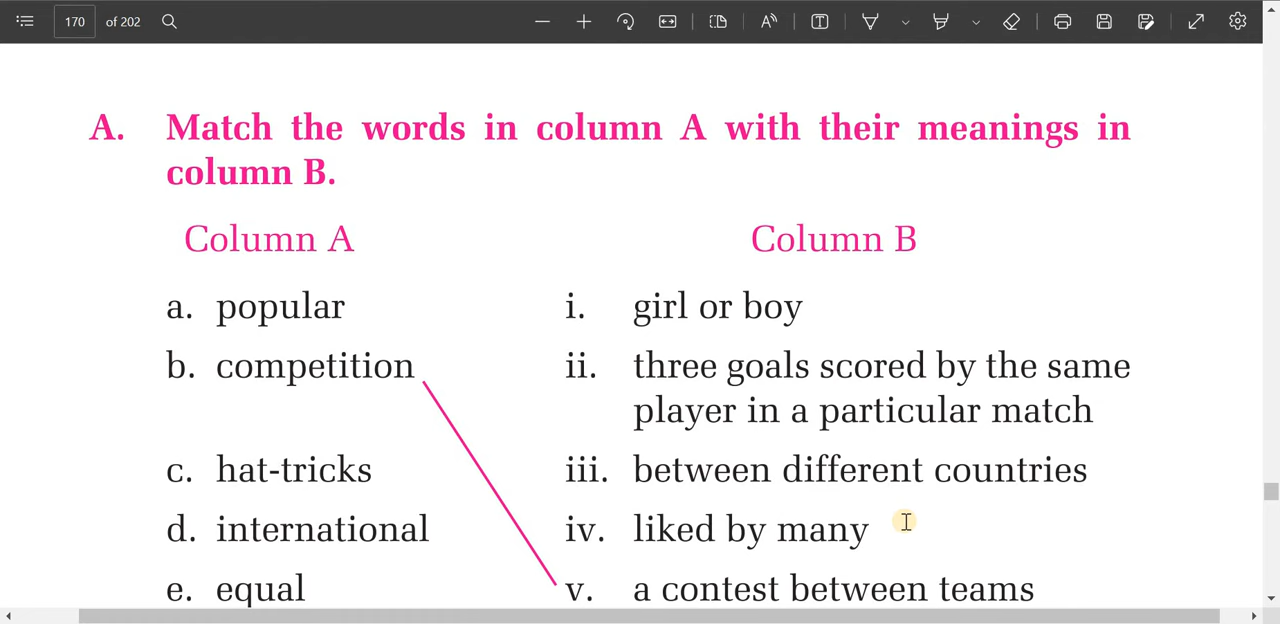 170 of 202
A. Match the words in column A with their meanings in
column B.
Column A Column B
a. popular i. girl or boy
b. competition ii. three goals scored by the same
player in a particular match
c. hat-tricks iii. between different countries
d. international iv. liked by many
e. equal v. a contest between teams